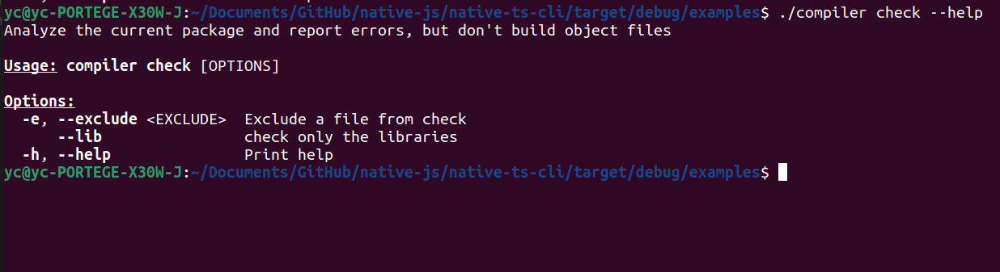 yc@yc-PORTEGE-X30W-J:~/Documents/GitHub/native-js/native-ts-cli/target/debug/examples$ ./compiler check --help
Analyze the current package and report errors, but don't build object files
Usage: compiler check [OPTIONS]
Options:
-e, --exclude <EXCLUDE>  Exclude a file from check
--lib                check only the libraries
-h, --help               Print help
yc@yc-PORTEGE-X30W-J:~/Documents/GitHub/native-js/native-ts-cli/target/debug/examples$